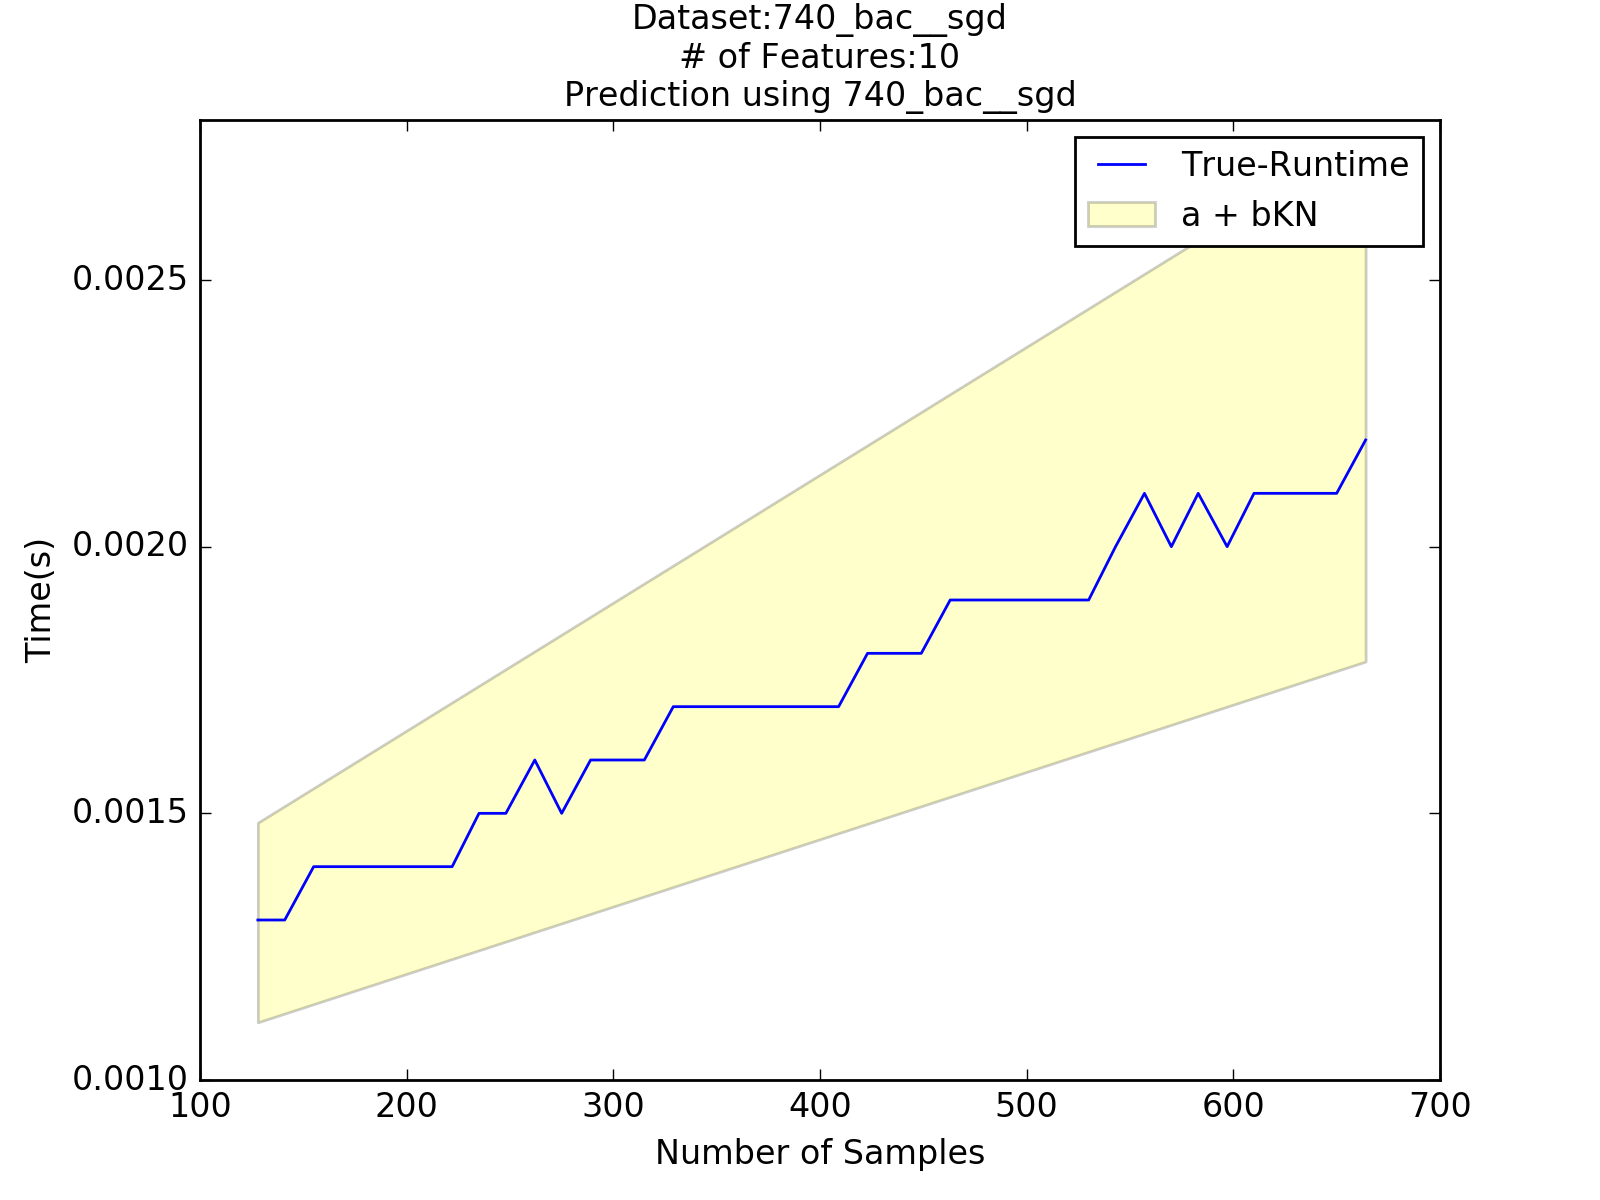 Dataset:740_bac__sgd
# of Features:10
Prediction using 740_bac__sgd
True-Runtime
a + bKN
0.0025
0.0020
0.0015
0.0010
Time(s)
100 200 300 400 500 600 700
Number of Samples